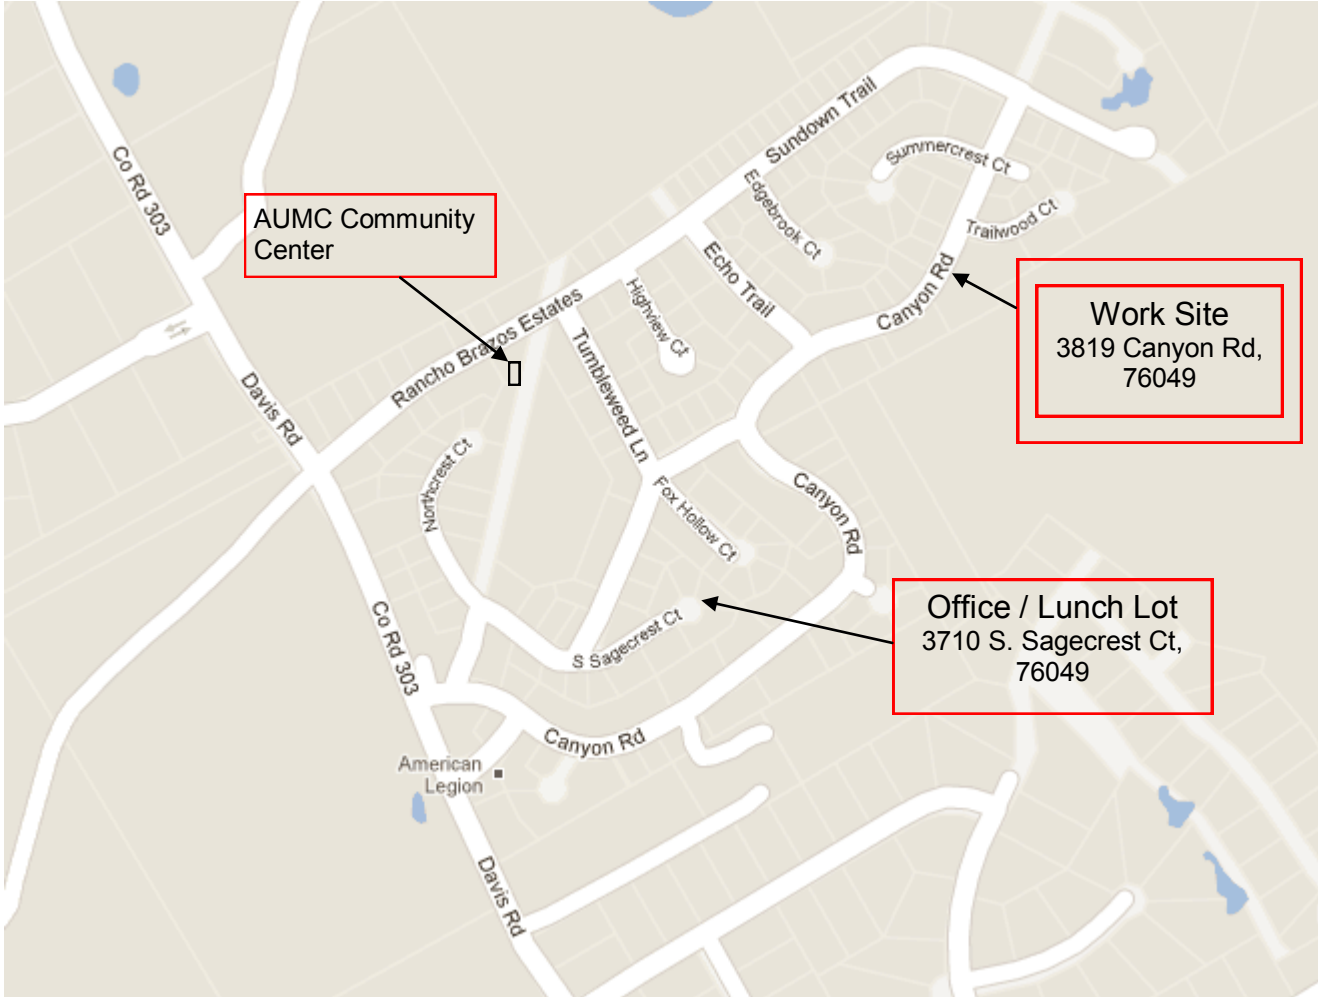 Sundown Trail
Summercrest Ct
Co Rd 303
Edgebrook Ct
AUMC Community
Center
Trailwood Ct
Echo Trail
Canyon Rd
Highview Ct
Work Site
3819 Canyon Rd,
76049
Rancho Brazos Estates
Tumbleweed Ln
Davis Rd
Northcrest Ct
Fox Hollow Ct
Canyon Rd
Office / Lunch Lot
3710 S. Sagecrest Ct,
76049
S Sagecrest Ct
Co Rd 303
Canyon Rd
American
Legion
Davis Rd